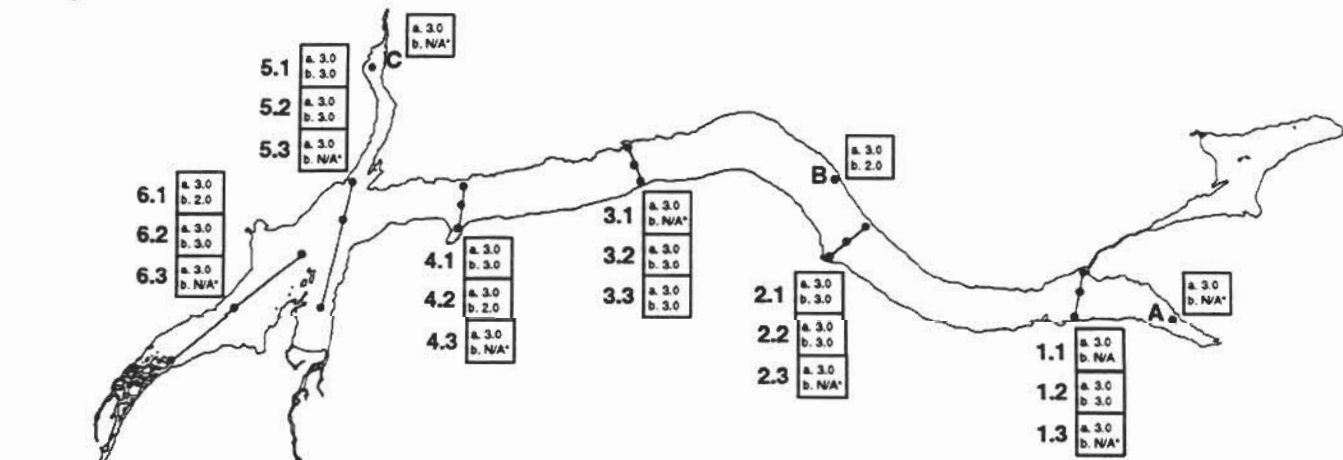 a. 3.0
b. N/A*
C
5.1 a. 3.0
b. 3.0
5.2 a. 3.0
b. 3.0
5.3 a. 3.0
b. N/A*
6.1 a. 3.0
b. 2.0
6.2 a. 3.0
b. 3.0
6.3 a. 3.0
b. N/A*
B
a. 3.0
b. 2.0
3.1 a. 3.0
b. N/A*
3.2 a. 3.0
b. 3.0
3.3 a. 3.0
b. 3.0
4.1 a. 3.0
b. 3.0
4.2 a. 3.0
b. 2.0
4.3 a. 3.0
b. N/A*
2.1 a. 3.0
b. 3.0
2.2 a. 3.0
b. 3.0
2.3 a. 3.0
b. N/A*
A
a. 3.0
b. N/A*
1.1 a. 3.0
b. N/A
1.2 a. 3.0
b. 3.0
1.3 a. 3.0
b. N/A*